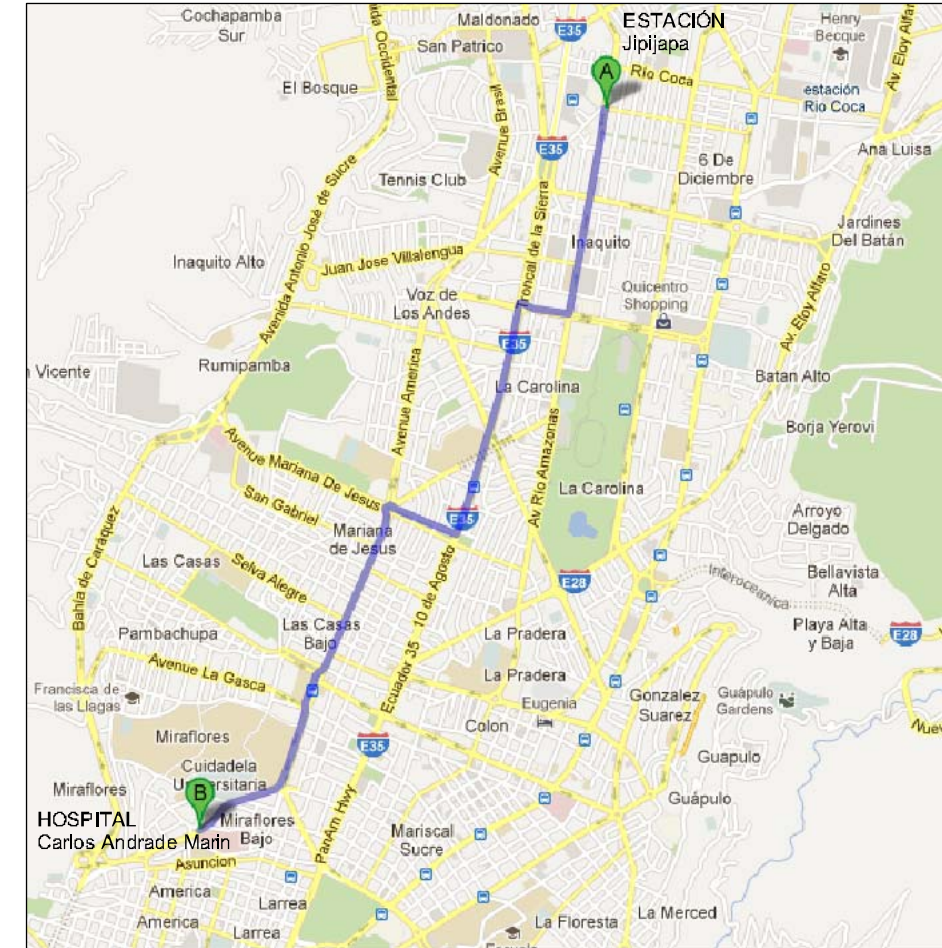 Cochapamba
Sur
Maldonado
E35
ESTACIÓN
Jipijapa
Henry
Becque
San Patrico
Av. Eloy Alfaro
A
Rio Coca
El Bosque
estación
Rio Coca
Avenue Brasil
E35
Ana Luisa
6 De
Diciembre
Tennis Club
Avenida Antonio José de Sucre
Troncal de la Sierra
Jardines
Del Batán
Inaquito
Juan Jose Villalengua
Inaquito Alto
Quicentro
Shopping
Voz de
Los Andes
Av. Eloy Alfaro
E35
Rumipamba
Vicente
La Carolina
Batan Alto
Avenue America
Borja Yerovi
Avenue Mariana De Jesus
Av Rio Amazonas
La Carolina
San Gabriel
E35
Arroyo
Delgado
Mariana
de Jesus
Bahía de Caráquez
Las Casas
Selva Alegre
10 de Agosto
E28
Interoceanica
Bellavista
Alta
Las Casas
Bajo
Pambachupa
La Pradera
Playa Alta
y Baja
E28
Avenue La Gasca
La Pradera
Ecuador 35
Francisca de
las Llagas
Eugenia
Gonzalez
Suarez
Guápulo
Gardens
Colon
Miraflores
E35
Guapulo
Cuidadela
Universitaria
Miraflores
B
Guápulo
HOSPITAL
Carlos Andrade Marin
Miraflores
Bajo
PanAm Hwy
Mariscal
Sucre
Asuncion
America
Larrea
America
Larrea
La Floresta
La Merced